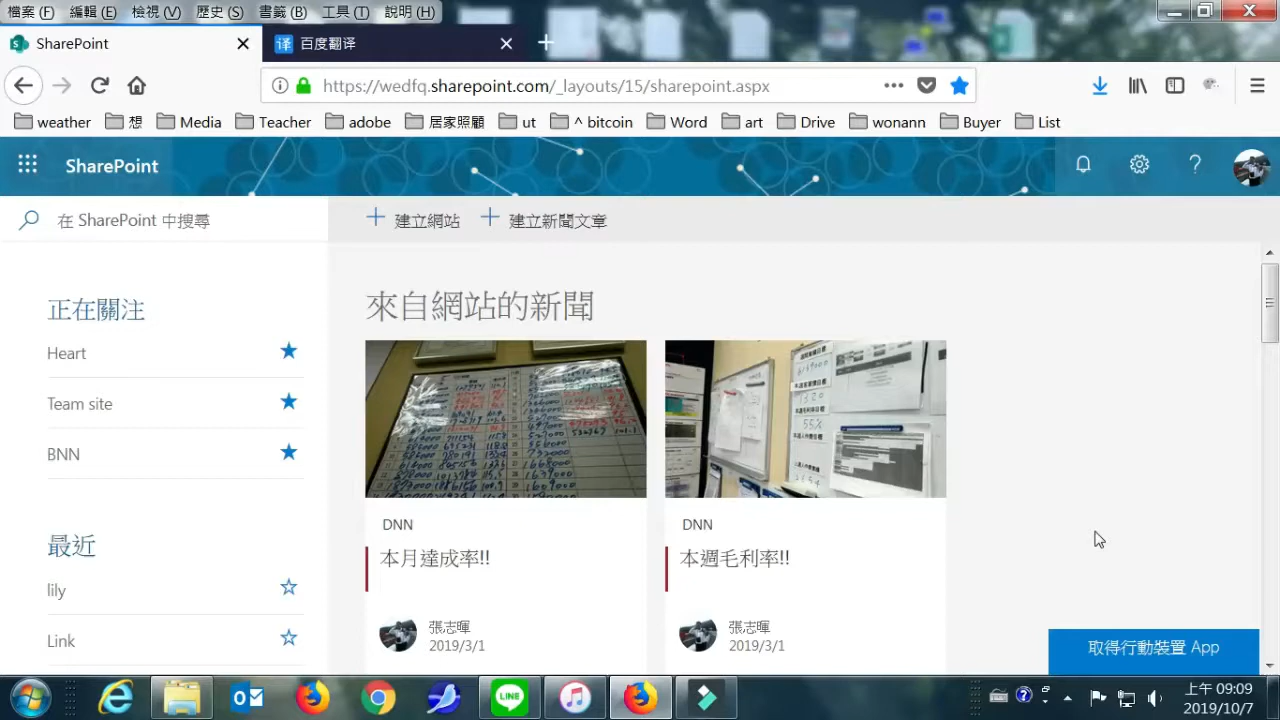 檔案 (F) 編輯 (E) 檢視 (V) 歷史 (S) 書籤 (B) 工具 (T) 說明 (H)
SharePoint 译 百度翻译
https://wedfq.sharepoint.com/_layouts/15/sharepoint.aspx
weather 想 Media Teacher adobe 居家照顧 ut ^ bitcoin Word art Drive wonann Buyer List
SharePoint
在 SharePoint 中搜尋
建立網站 建立新聞文章
正在關注
Heart
Team site
BNN
最近
lily
Link
來自網站的新聞
DNN
本月達成率!!
張志暉
2019/3/1
DNN
本週毛利率!!
張志暉
2019/3/1
取得行動裝置 App
LINE
上午 09:09
2019/10/7